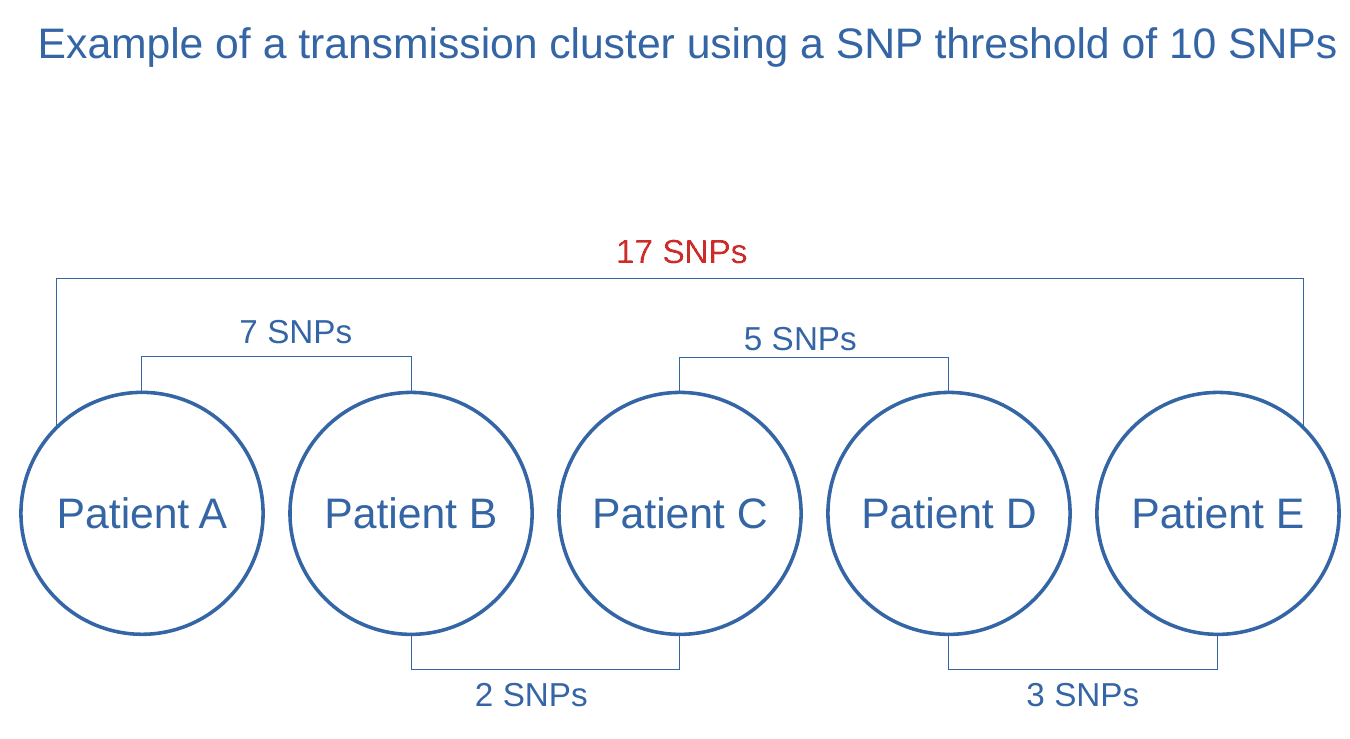 Example of a transmission cluster using a SNP threshold of 10 SNPs
17 SNPs
7 SNPs
5 SNPs
Patient A
Patient B
Patient C
Patient D
Patient E
2 SNPs
3 SNPs